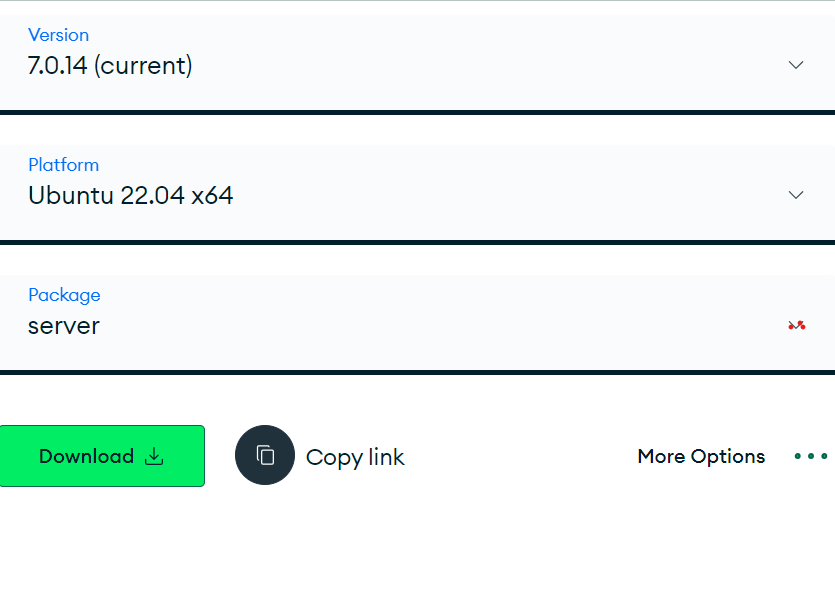 Version
7.0.14 (current)
Platform
Ubuntu 22.04 x64
Package
server
Download
Copy link
More Options